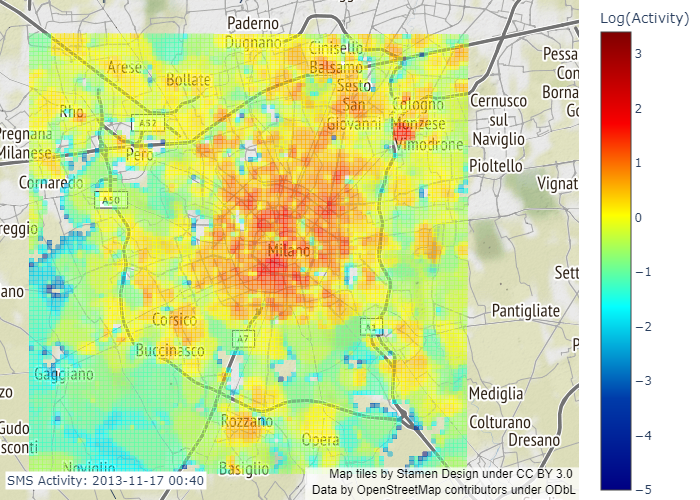 Paderno
Dugnano
Cinisello
Balsamo
Arese
Bollate
Sesto
San
Giovanni
Rho
A52
Cologno
Monzese
Vimodrone
Cernusco
sul
Naviglio
Pessa
Con
Borna
Go
Pregnana
Milanese
Pero
Pioltello
Cornaredo
Vignat
A50
reggio
Milano
Sett
ano
Pantigliate
Corsico
A7
A1
Buccinasco
P
Gaggiano
zo
Mediglia
Gudo
sconti
Rozzano
Colturano
Dresano
Opera
Noviglio
Basiglio
SMS Activity: 2013-11-17 00:40
Map tiles by Stamen Design under CC BY 3.0
Data by OpenStreetMap contributors under ODbL
Log(Activity)
3
2
1
0
−1
−2
−3
−4
−5